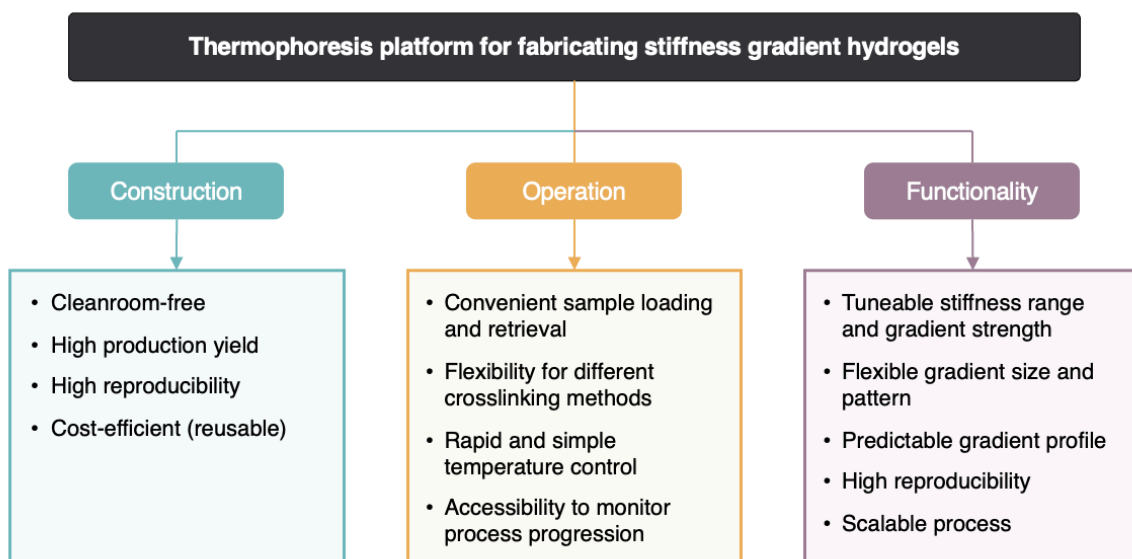 Thermophoresis platform for fabricating stiffness gradient hydrogels
Construction
• Cleanroom-free
• High production yield
• High reproducibility
• Cost-efficient (reusable)
Operation
• Convenient sample loading
and retrieval
• Flexibility for different
crosslinking methods
• Rapid and simple
temperature control
• Accessibility to monitor
process progression
Functionality
• Tuneable stiffness range
and gradient strength
• Flexible gradient size and
pattern
• Predictable gradient profile
• High reproducibility
• Scalable process